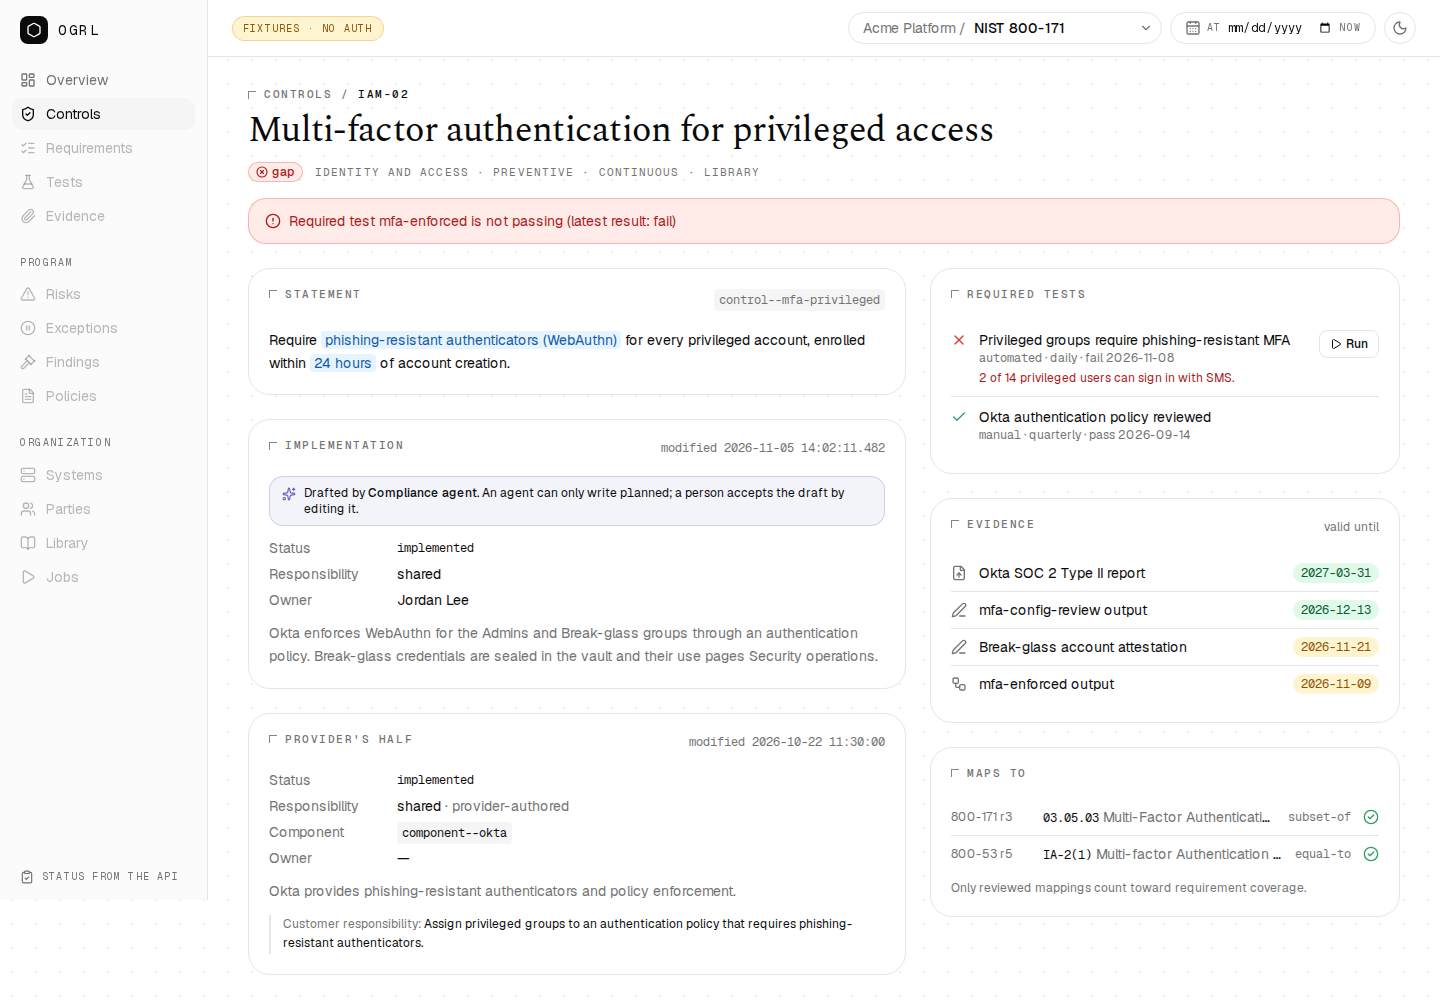 OGRL
FIXTURES · NO AUTH
Acme Platform / NIST 800-171
AT mm/dd/yyyy NOW
Overview
Controls
Requirements
Tests
Evidence
PROGRAM
Risks
Exceptions
Findings
Policies
ORGANIZATION
Systems
Parties
Library
Jobs
STATUS FROM THE API
CONTROLS / IAM-02
Multi-factor authentication for privileged access
gap IDENTITY AND ACCESS · PREVENTIVE · CONTINUOUS · LIBRARY
Required test mfa-enforced is not passing (latest result: fail)
STATEMENT
control--mfa-privileged
Require phishing-resistant authenticators (WebAuthn) for every privileged account, enrolled
within 24 hours of account creation.
IMPLEMENTATION
modified 2026-11-05 14:02:11.482
Drafted by Compliance agent. An agent can only write planned; a person accepts the draft by
editing it.
Status implemented
Responsibility shared
Owner Jordan Lee
Okta enforces WebAuthn for the Admins and Break-glass groups through an authentication
policy. Break-glass credentials are sealed in the vault and their use pages Security operations.
PROVIDER'S HALF
modified 2026-10-22 11:30:00
Status implemented
Responsibility shared · provider-authored
Component component--okta
Owner —
Okta provides phishing-resistant authenticators and policy enforcement.
Customer responsibility: Assign privileged groups to an authentication policy that requires phishing-
resistant authenticators.
REQUIRED TESTS
Privileged groups require phishing-resistant MFA
Run
automated · daily · fail 2026-11-08
2 of 14 privileged users can sign in with SMS.
Okta authentication policy reviewed
manual · quarterly · pass 2026-09-14
EVIDENCE
valid until
Okta SOC 2 Type II report 2027-03-31
mfa-config-review output 2026-12-13
Break-glass account attestation 2026-11-21
mfa-enforced output 2026-11-09
MAPS TO
800-171 r3 03.05.03 Multi-Factor Authenticati… subset-of
800-53 r5 IA-2(1) Multi-factor Authentication … equal-to
Only reviewed mappings count toward requirement coverage.